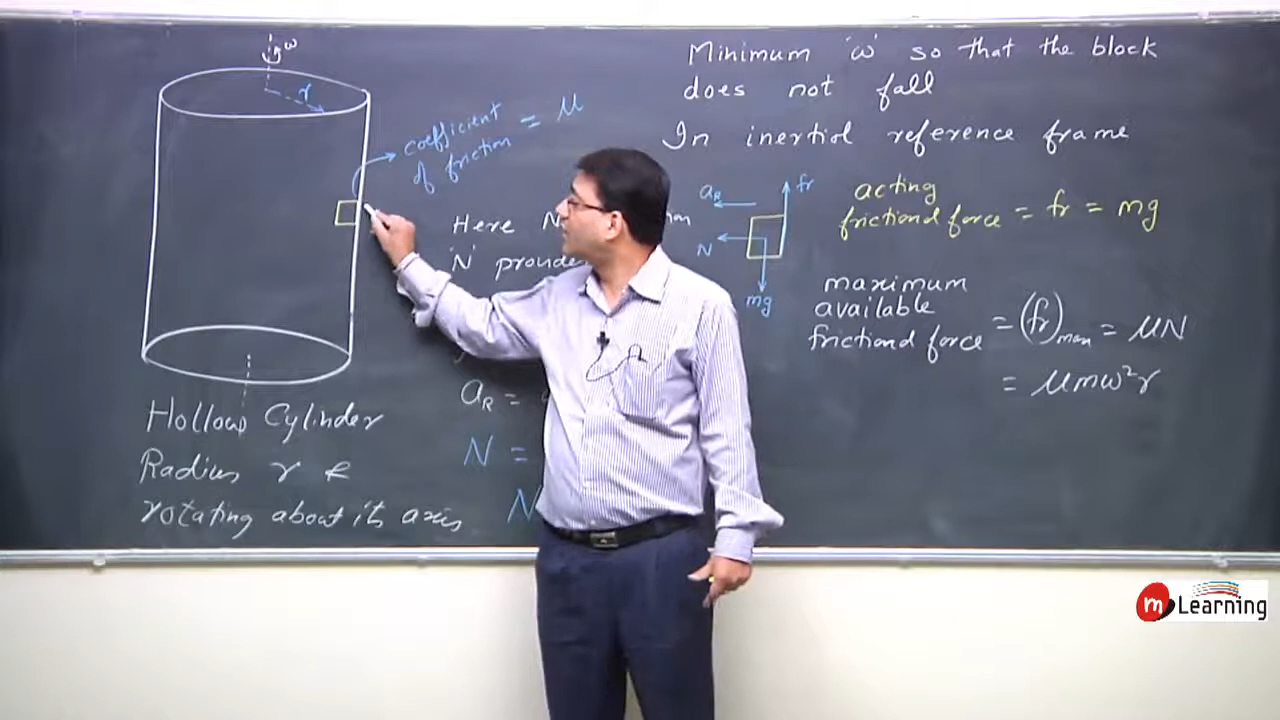 ω
r
coefficient
of friction = μ
Hollow Cylinder
Radius r &
rotating about its axis
Here
'N'
a_R =
N =
N
Minimum 'ω' so that the block
does not fall
In inertial reference frame
a_R
fr
N
mg
acting
frictional force = fr = mg
maximum
available
frictional force = (fr)max = μN
= μmω²r
m Learning